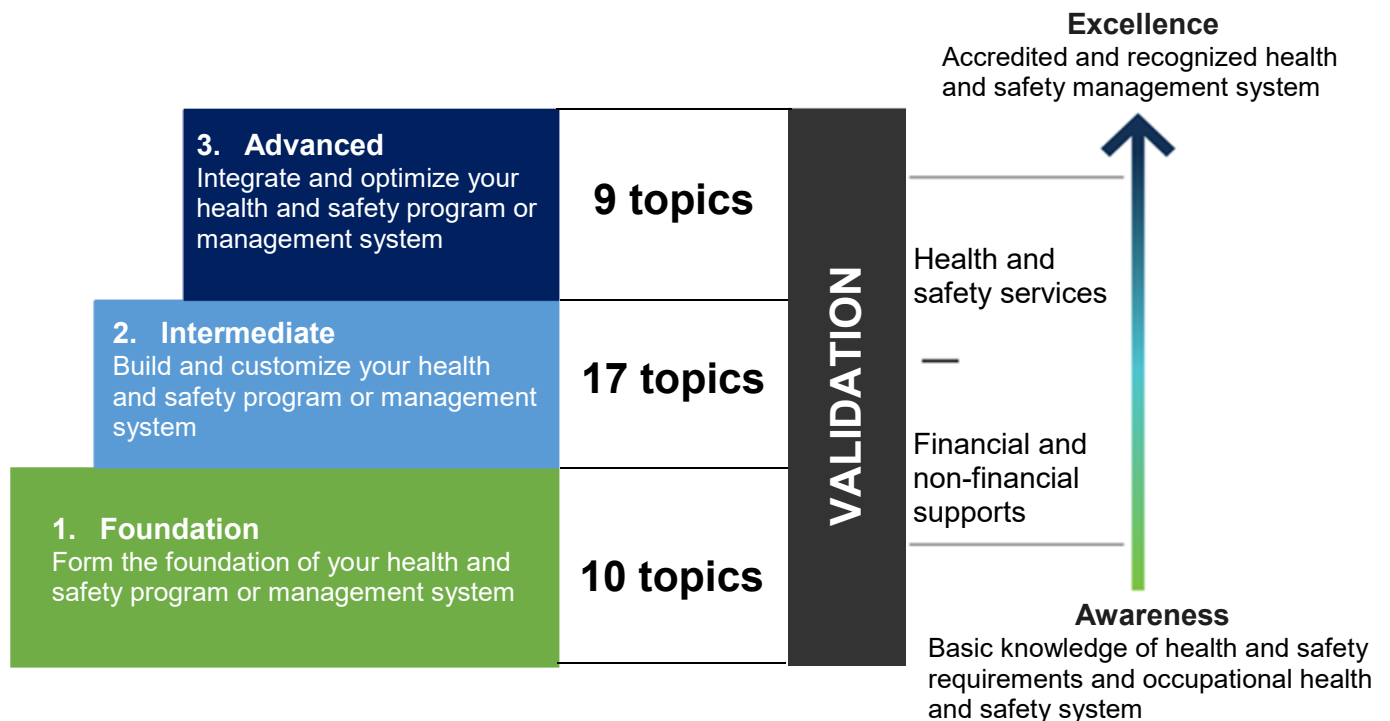 Excellence
Accredited and recognized health
and safety management system
3. Advanced
Integrate and optimize your
health and safety program or
management system
9 topics
2. Intermediate
Build and customize your health
and safety program or management
system
17 topics
1. Foundation
Form the foundation of your health and
safety program or management system
10 topics
VALIDATION
Health and
safety services
—
Financial and
non-financial
supports
Awareness
Basic knowledge of health and safety
requirements and occupational health
and safety system